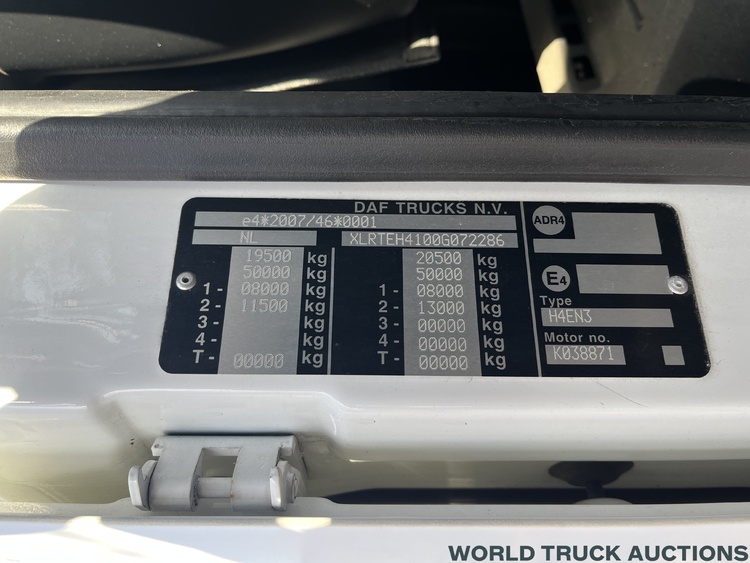 DAF TRUCKS N.V.
e4*2007/46*0001
NL XLRTEH4100G072286
19500 kg 20500 kg
50000 kg 50000 kg
1- 08000 kg 1- 08000 kg
2- 11500 kg 2- 13000 kg
3- kg 3- 00000 kg
4- kg 4- 00000 kg
T- 00000 kg T- 00000 kg
ADR4
E4
Type
H4EN3
Motor no.
K038871
WORLD TRUCK AUCTIONS